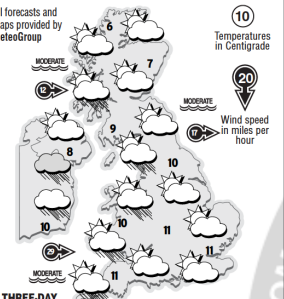 l forecasts and
aps provided by
eteoGroup
10
Temperatures
in Centigrade
20
Wind speed
in miles per
hour
6
7
MODERATE
12
MODERATE
17
9
8
10
10
10
11
11
29
MODERATE
11
THREE-DAY